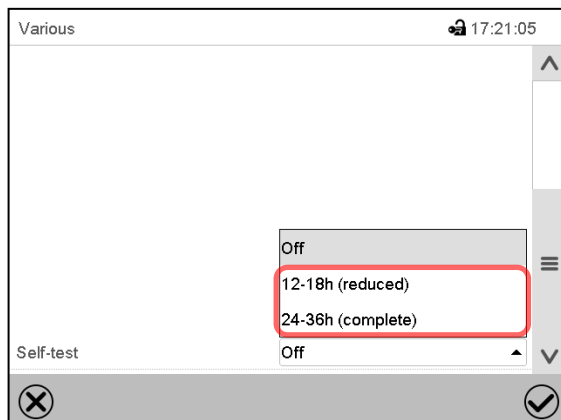 Various 17:21:05
Off
12-18h (reduced)
24-36h (complete)
Self-test Off